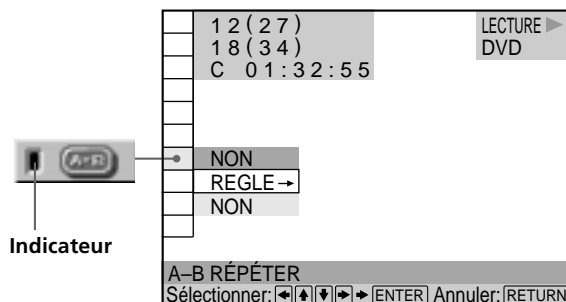 12(27)
18(34)
C 01:32:55
LECTURE ▶
DVD
A-B
NON
REGLE→
NON
Indicateur
A–B RÉPÉTER
Sélectionner: ←↑↓→ → ENTER Annuler: RETURN